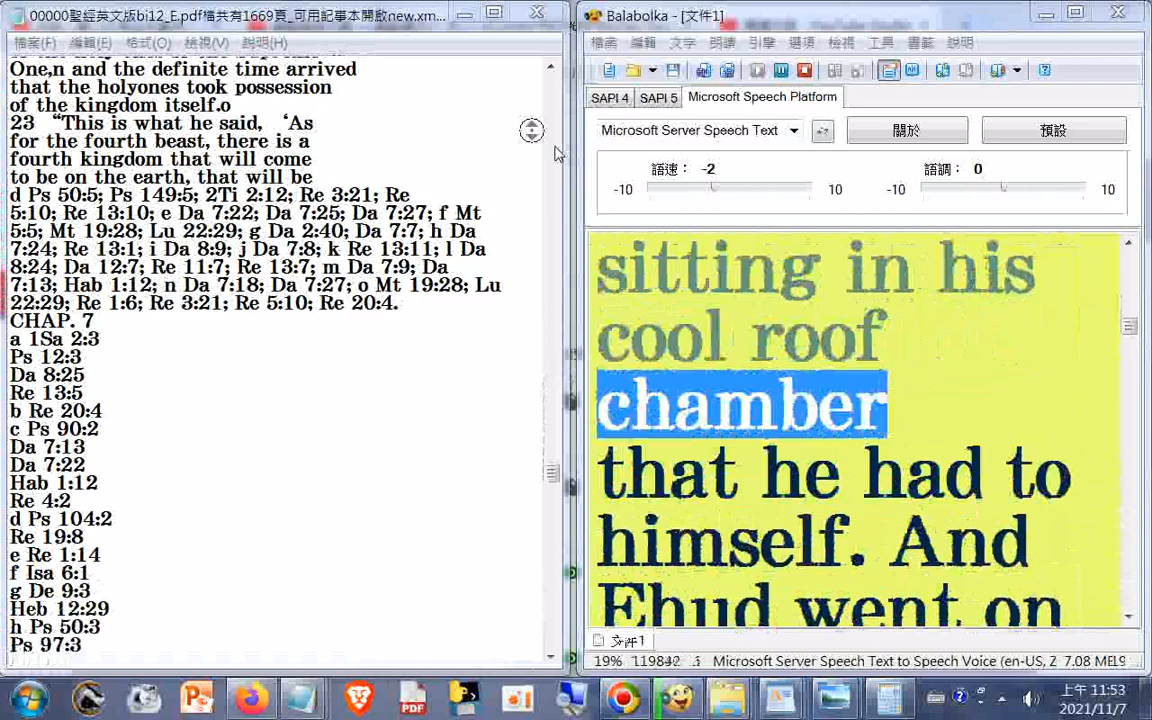 00000聖經英文版bi12_E.pdf檔共有1669頁_可用記事本開啟new.xm...
檔案(F) 編輯(E) 格式(O) 檢視(V) 說明(H)
One,n and the definite time arrived
that the holyones took possession
of the kingdom itself.o
23 “This is what he said, ‘As
for the fourth beast, there is a
fourth kingdom that will come
to be on the earth, that will be
d Ps 50:5; Ps 149:5; 2Ti 2:12; Re 3:21; Re
5:10; Re 13:10; e Da 7:22; Da 7:25; Da 7:27; f Mt
5:5; Mt 19:28; Lu 22:29; g Da 2:40; Da 7:7; h Da
7:24; Re 13:1; i Da 8:9; j Da 7:8; k Re 13:11; l Da
8:24; Da 12:7; Re 11:7; Re 13:7; m Da 7:9; Da
7:13; Hab 1:12; n Da 7:18; Da 7:27; o Mt 19:28; Lu
22:29; Re 1:6; Re 3:21; Re 5:10; Re 20:4.
CHAP. 7
a 1Sa 2:3
Ps 12:3
Da 8:25
Re 13:5
b Re 20:4
c Ps 90:2
Da 7:13
Da 7:22
Hab 1:12
Re 4:2
d Ps 104:2
Re 19:8
e Re 1:14
f Isa 6:1
g De 9:3
Heb 12:29
h Ps 50:3
Ps 97:3
Balabolka - [文件1]
檔案 編輯 文字 朗讀 引擎 選項 檢視 工具 書籤 說明
SAPI 4 SAPI 5 Microsoft Speech Platform
Microsoft Server Speech Text 關於 預設
語速: -2 語調: 0
-10 10 -10 10
sitting in his
cool roof
chamber
that he had to
himself. And
Ehud went on
文件1
19% 119842 Microsoft Server Speech Text to Speech Voice (en-US, Z 7.08
上午 11:53
2021/11/7